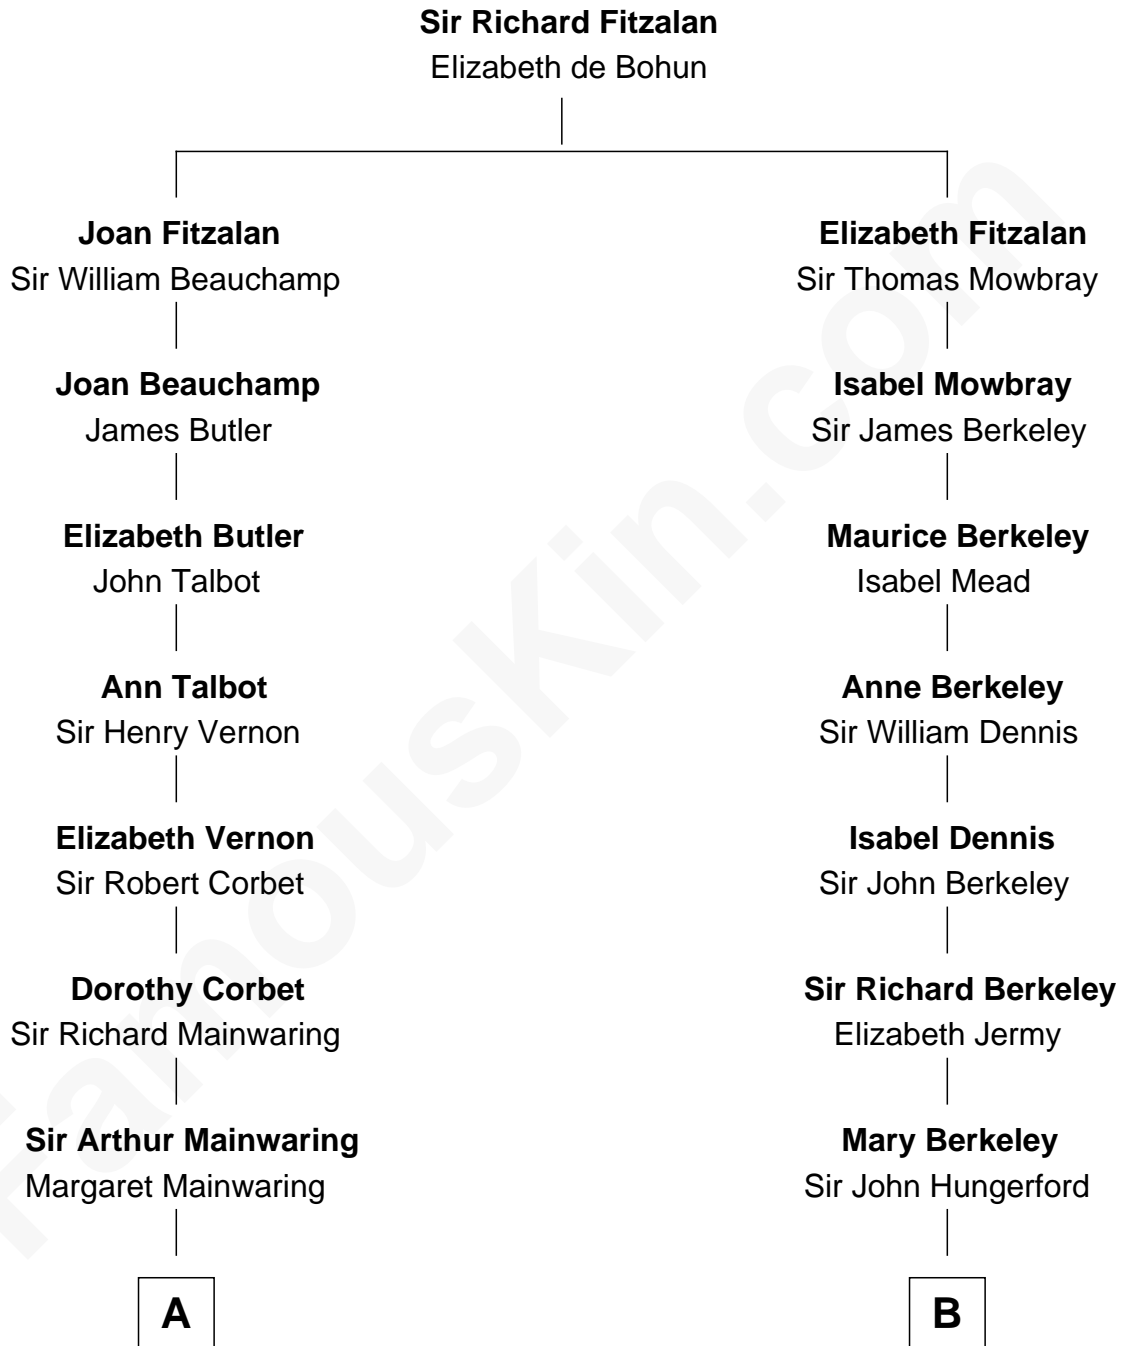 Sir Richard Fitzalan
Elizabeth de Bohun
Joan Fitzalan
Sir William Beauchamp
Joan Beauchamp
James Butler
Elizabeth Butler
John Talbot
Ann Talbot
Sir Henry Vernon
Elizabeth Vernon
Sir Robert Corbet
Dorothy Corbet
Sir Richard Mainwaring
Sir Arthur Mainwaring
Margaret Mainwaring
A
Elizabeth Fitzalan
Sir Thomas Mowbray
Isabel Mowbray
Sir James Berkeley
Maurice Berkeley
Isabel Mead
Anne Berkeley
Sir William Dennis
Isabel Dennis
Sir John Berkeley
Sir Richard Berkeley
Elizabeth Jermy
Mary Berkeley
Sir John Hungerford
B
FamousKin.com